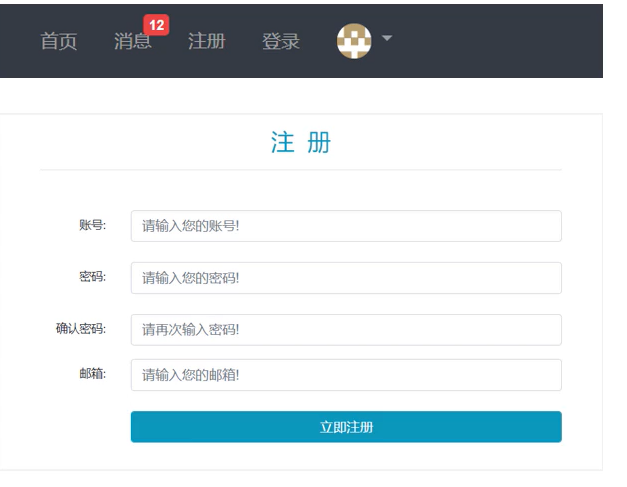 首页 消息 12 注册 登录
注 册
账号: 请输入您的账号!
密码: 请输入您的密码!
确认密码: 请再次输入密码!
邮箱: 请输入您的邮箱!
立即注册